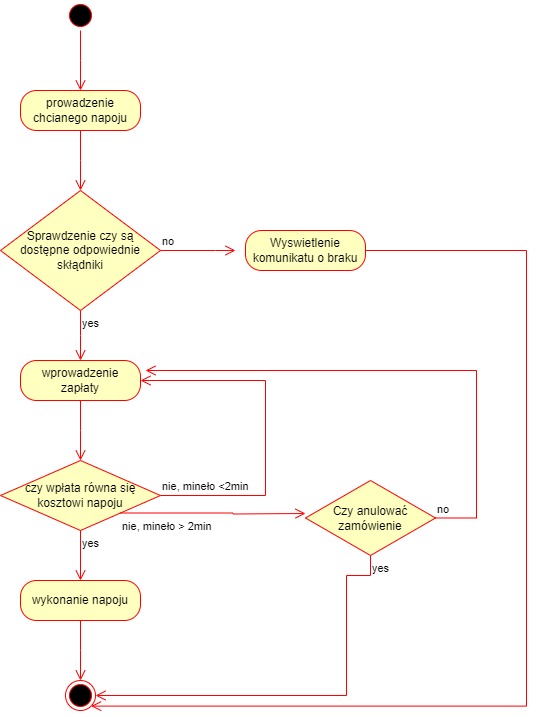 prowadzenie
chcianego napoju
Sprawdzenie czy są
dostępne odpowiednie
skłądniki
no
Wyswietlenie
komunikatu o braku
yes
wprowadzenie
zapłaty
czy wpłata równa się
kosztowi napoju
nie, mineło <2min
nie, mineło > 2min
Czy anulować
zamówienie
no
yes
yes
wykonanie napoju